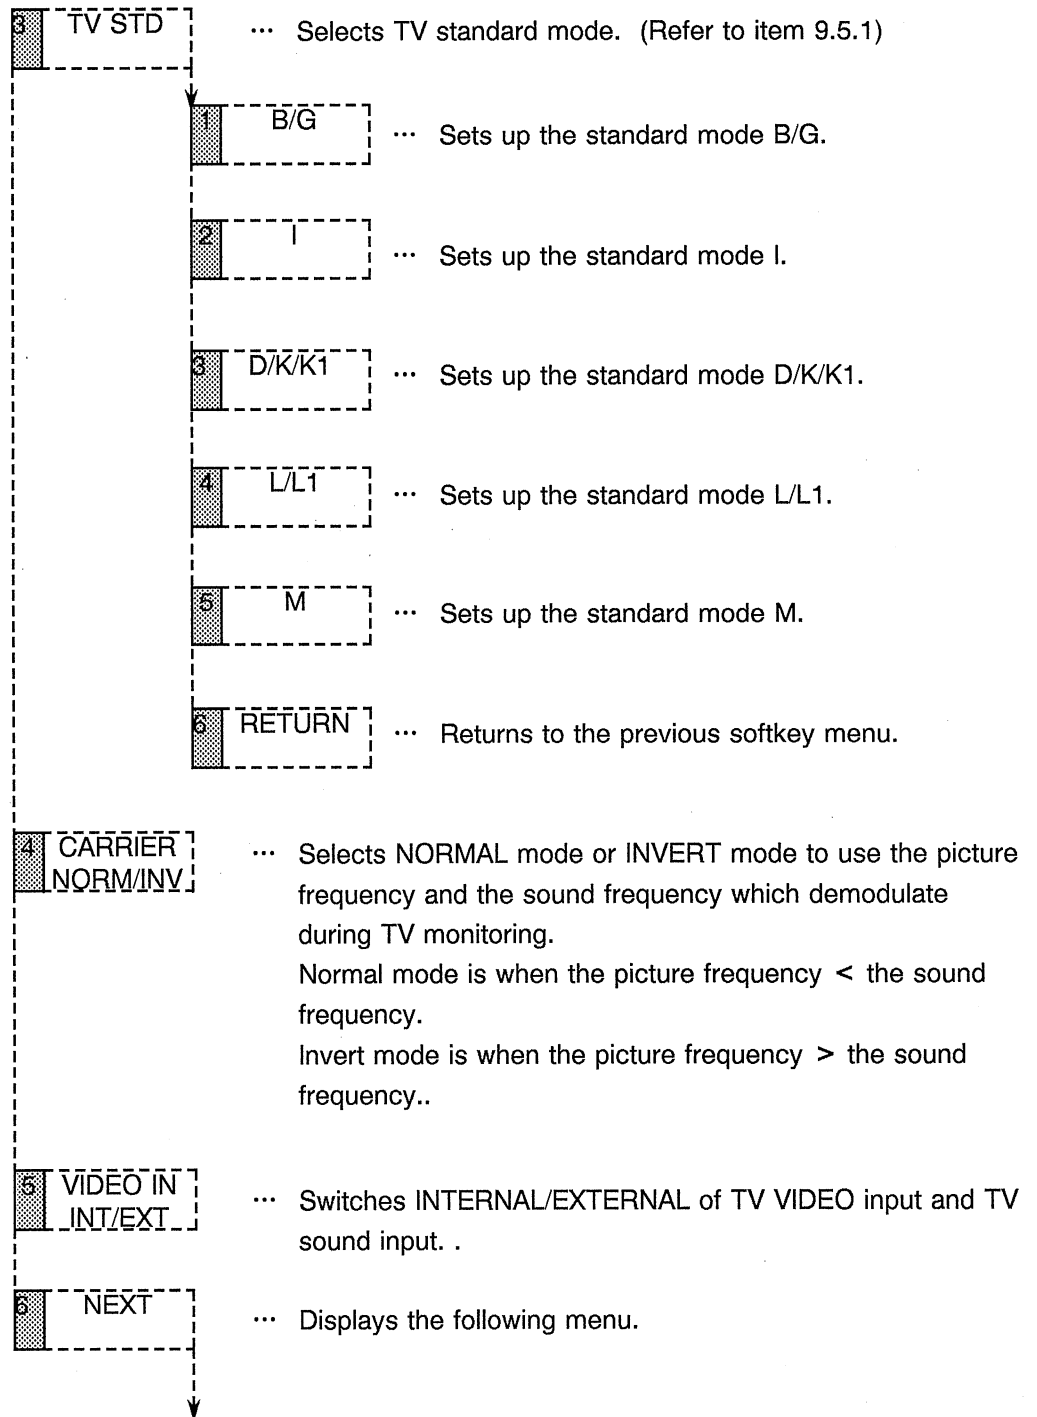 3 TV STD ... Selects TV standard mode. (Refer to item 9.5.1)
1 B/G ... Sets up the standard mode B/G.
2 I ... Sets up the standard mode I.
3 D/K/K1 ... Sets up the standard mode D/K/K1.
4 L/L1 ... Sets up the standard mode L/L1.
5 M ... Sets up the standard mode M.
6 RETURN ... Returns to the previous softkey menu.
4 CARRIER
NORM/INV
... Selects NORMAL mode or INVERT mode to use the picture
frequency and the sound frequency which demodulate
during TV monitoring.
Normal mode is when the picture frequency < the sound
frequency.
Invert mode is when the picture frequency > the sound
frequency..
5 VIDEO IN
INT/EXT
... Switches INTERNAL/EXTERNAL of TV VIDEO input and TV
sound input. .
6 NEXT ... Displays the following menu.